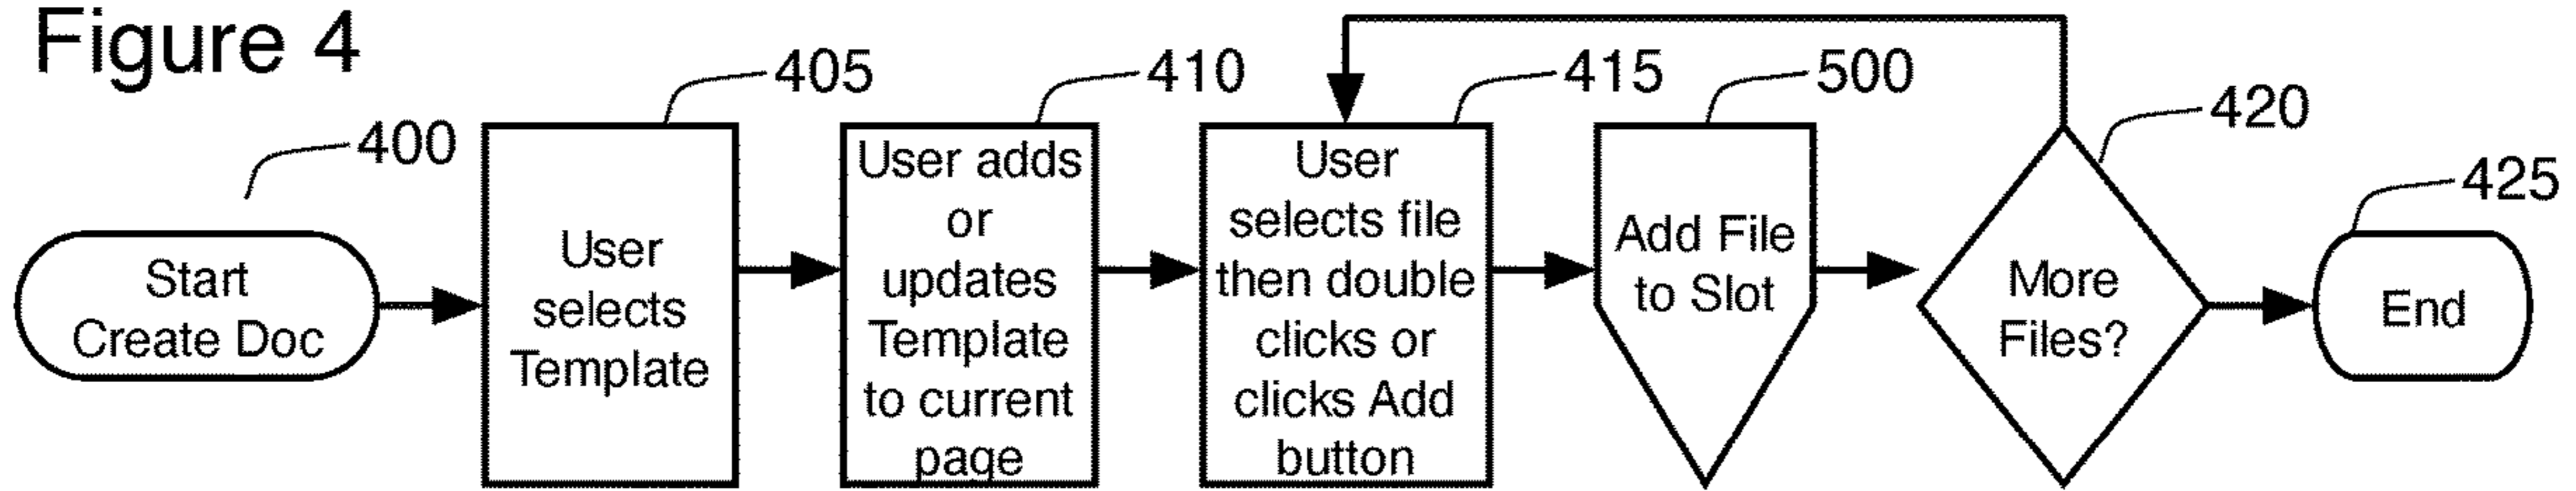 Figure 4
400
Start
Create Doc
405
User
selects
Template
410
User adds
or
updates
Template
to current
page
415
User
selects file
then double
clicks or
clicks Add
button
500
Add File
to Slot
420
More
Files?
425
End